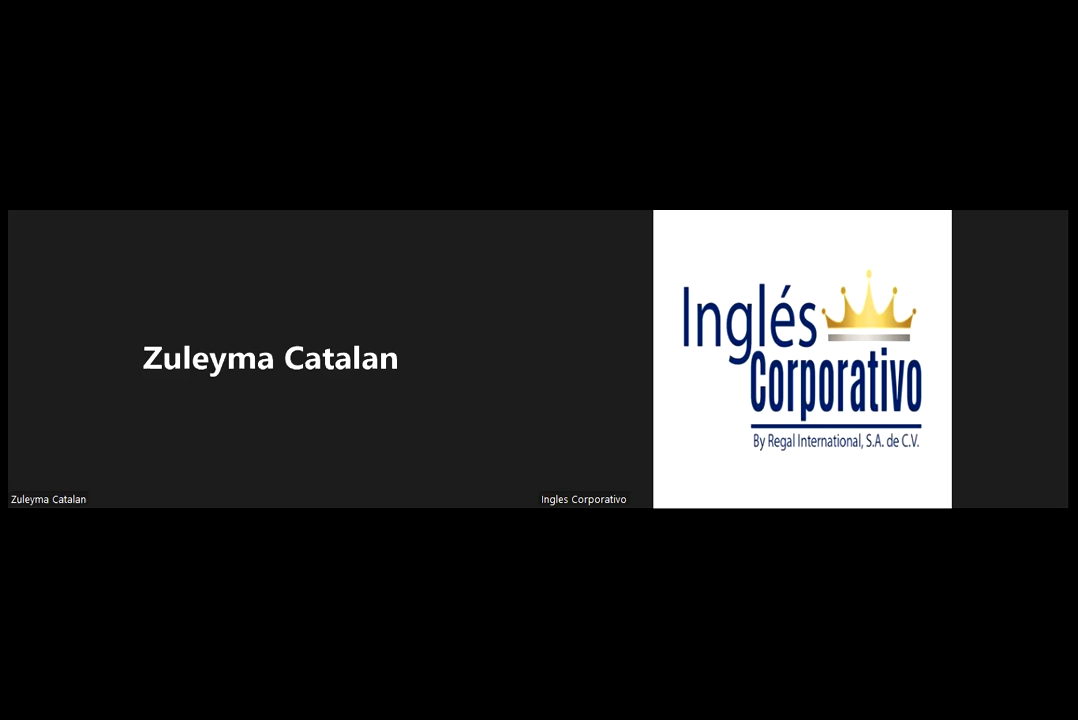 Zuleyma Catalan
Zuleyma Catalan
Inglés
Corporativo
By Regal International, S.A. de C.V.
Ingles Corporativo